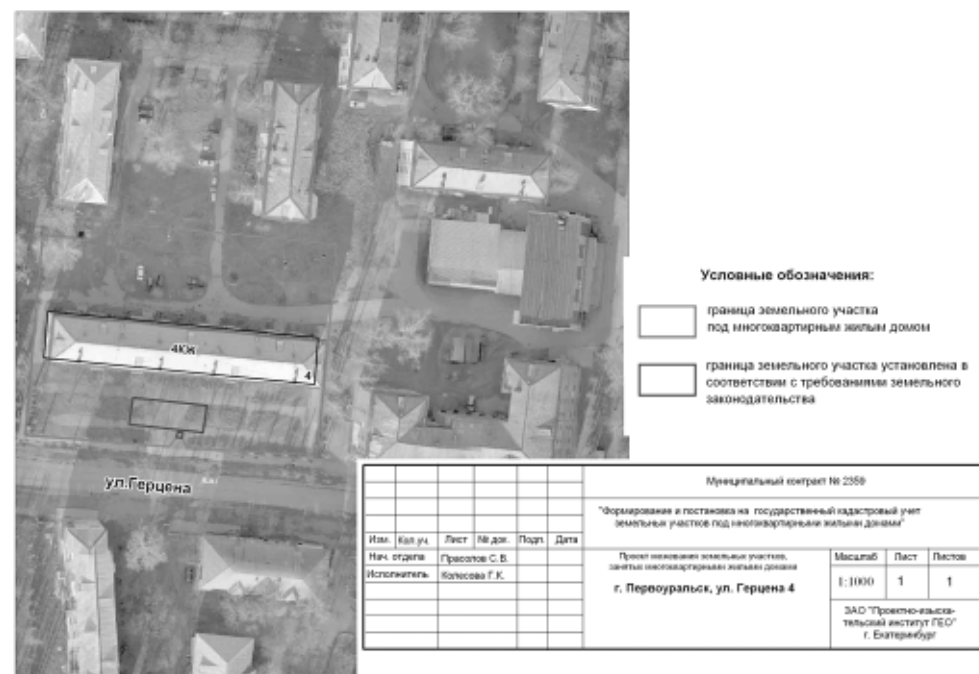 4КЖ
4
ул.Герцена
Условные обозначения:
граница земельного участка
под многоквартирным жилым домом
граница земельного участка установлена в
соответствии с требованиями земельного
законодательства
Муниципальный контракт № 2359
"Формирование и постановка на государственный кадастровый учет
земельных участков под многоквартирными жилыми домами"
Изм. Кол.уч. Лист № док. Подп. Дата
Нач. отдела
Исполнитель Колесова Г.К.
Проект межевания земельных участков,
занятых многоквартирными жилыми домами
г. Первоуральск, ул. Герцена 4
Масштаб Лист Листов
1:1000 1 1
ЗАО "Проектно-изыска-
тельский институт ГЕО"
г. Екатеринбург